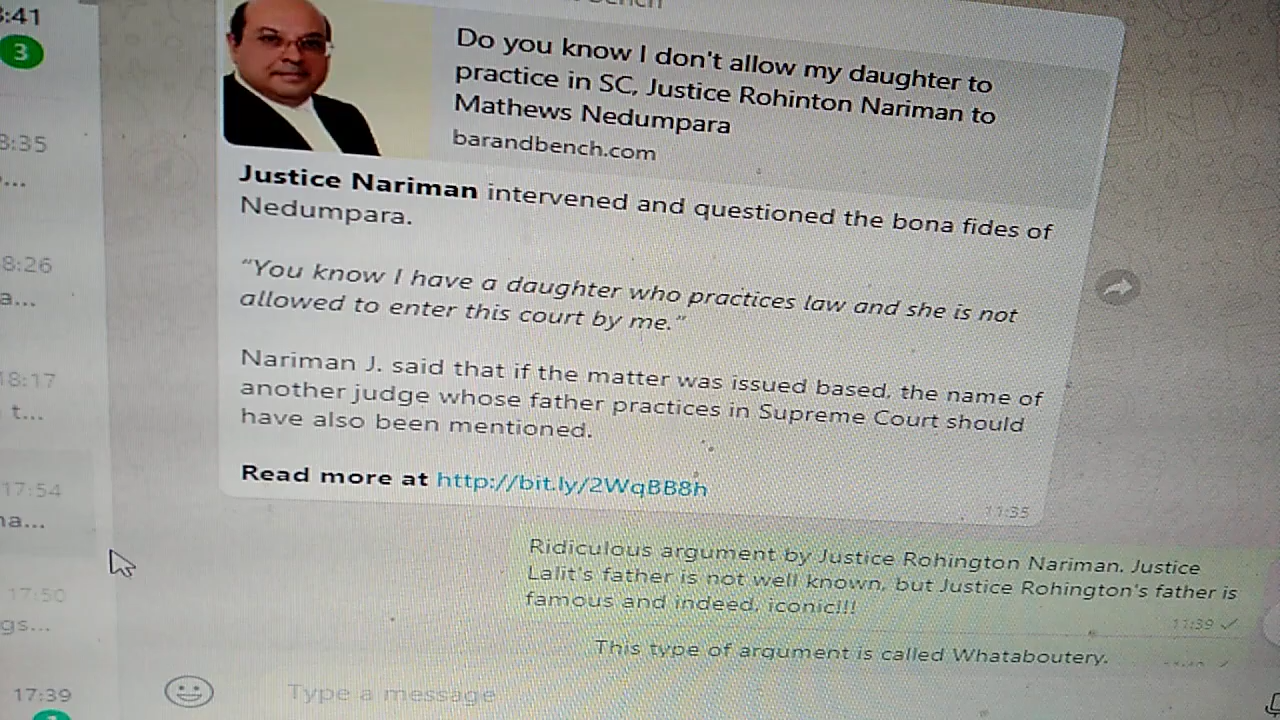 :41
3
Do you know I don't allow my daughter to
practice in SC, Justice Rohinton Nariman to
Mathews Nedumpara
barandbench.com
Justice Nariman intervened and questioned the bona fides of
Nedumpara.
"You know I have a daughter who practices law and she is not
allowed to enter this court by me."
Nariman J. said that if the matter was issued based, the name of
another judge whose father practices in Supreme Court should
have also been mentioned.
Read more at http://bit.ly/2WqBB8h
11:35
Ridiculous argument by Justice Rohington Nariman. Justice
Lalit's father is not well known, but Justice Rohington's father is
famous and indeed, iconic!!!
11:39
This type of argument is called Whataboutery.
Type a message
8:35
...
8:26
a...
18:17
t...
17:54
na...
17:50
gs...
17:39